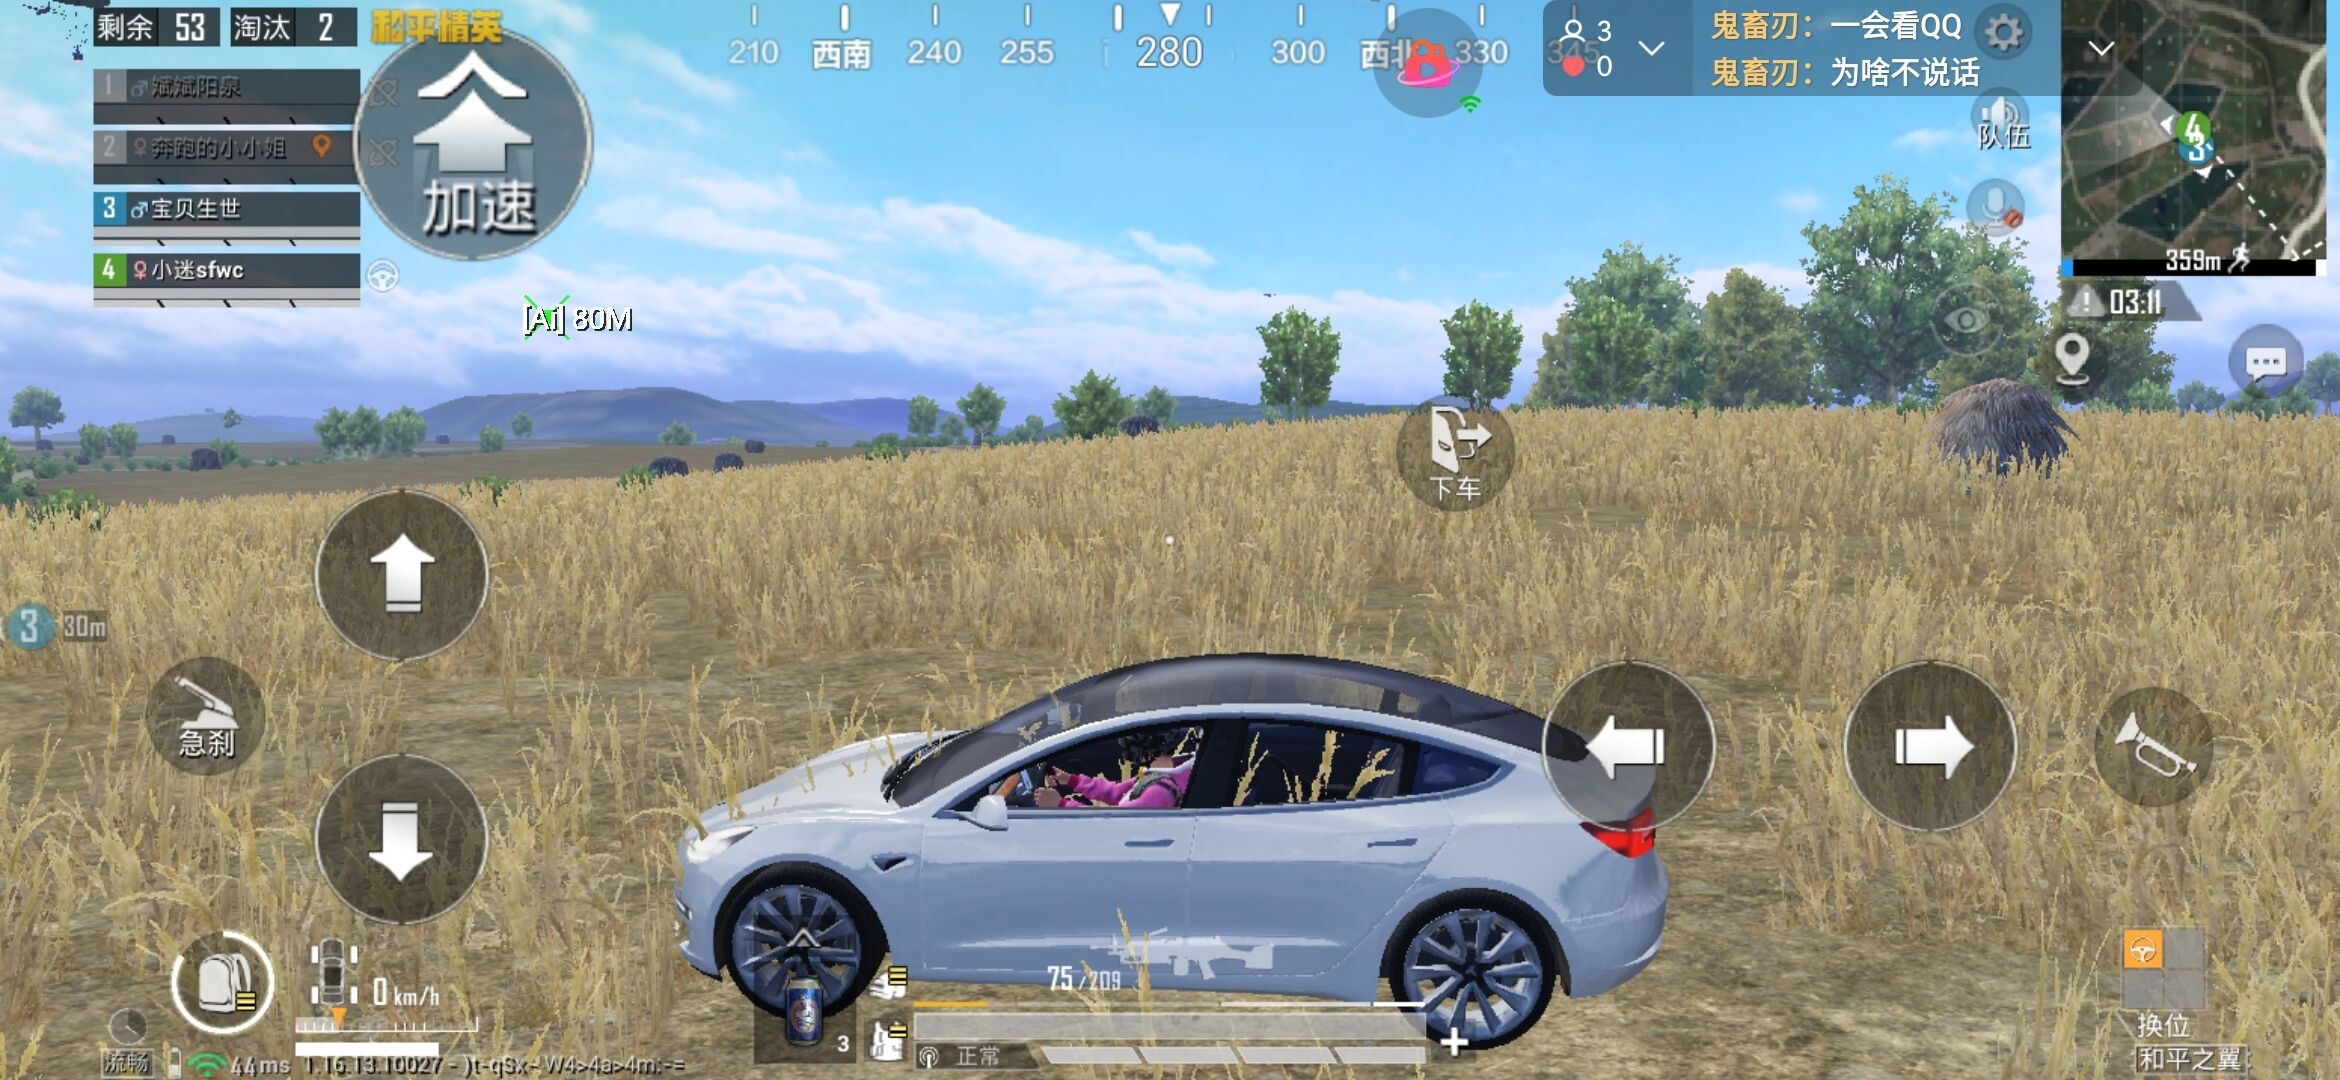 剩余 53 淘汰 2 和平精英
210 西南 240 255 280 300 西北 330 345
3
0
鬼畜刃：一会看QQ
鬼畜刃：为啥不说话
1 ♂斌斌阳泉
2 ♀奔跑的小小姐
3 ♂宝贝生世
4 ♀小迷sfwc
加速
队伍
4
3
359m
03:11
[Ai] 80M
下车
3 30m
急刹
0 km/h
75/209
3
正常
换位
和平之翼
流畅 44ms 1.16.13.10027